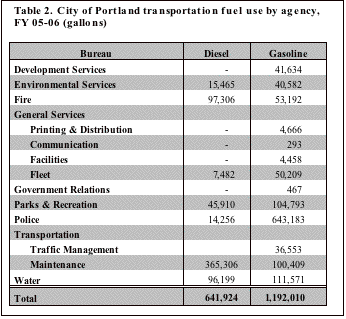 Table 2. City of Portland transportation fuel use by agency,
FY 05-06 (gallons)
Bureau Diesel Gasoline
Development Services - 41,634
Environmental Services 15,465 40,582
Fire 97,306 53,192
General Services
Printing & Distribution - 4,666
Communication - 293
Facilities - 4,458
Fleet 7,482 50,209
Government Relations - 467
Parks & Recreation 45,910 104,793
Police 14,256 643,183
Transportation
Traffic Management 36,553
Maintenance 365,306 100,409
Water 96,199 111,571
Total 641,924 1,192,010